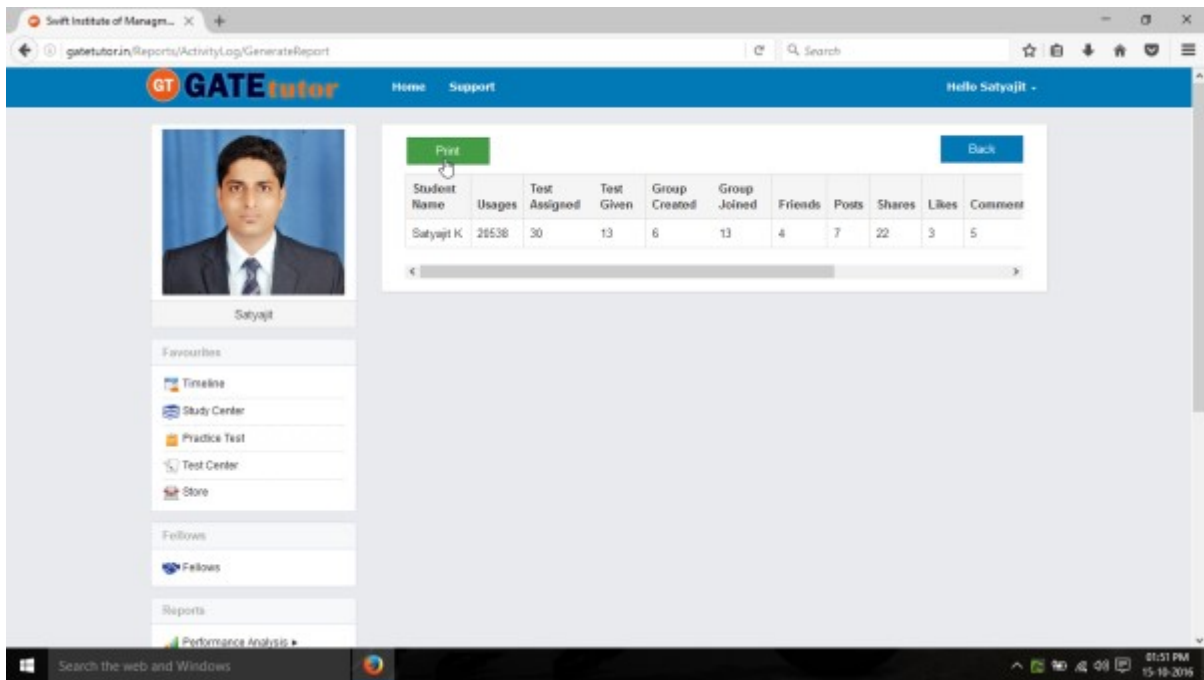 Swift Institute of Managm...
gatetutor.in/Reports/ActivityLog/GenerateReport
Search
GT GATEtutor
Home Support
Hello Satyajit
Print
Back
Student Name Usages Test Assigned Test Given Group Created Group Joined Friends Posts Shares Likes Comment
Satyajit K 20538 30 13 6 13 4 7 22 3 5
Satyajit
Favourites
Timeline
Study Center
Practice Test
Test Center
Store
Fellows
Fellows
Reports
Performance Analysis
Search the web and Windows
01:51 PM
15-10-2016